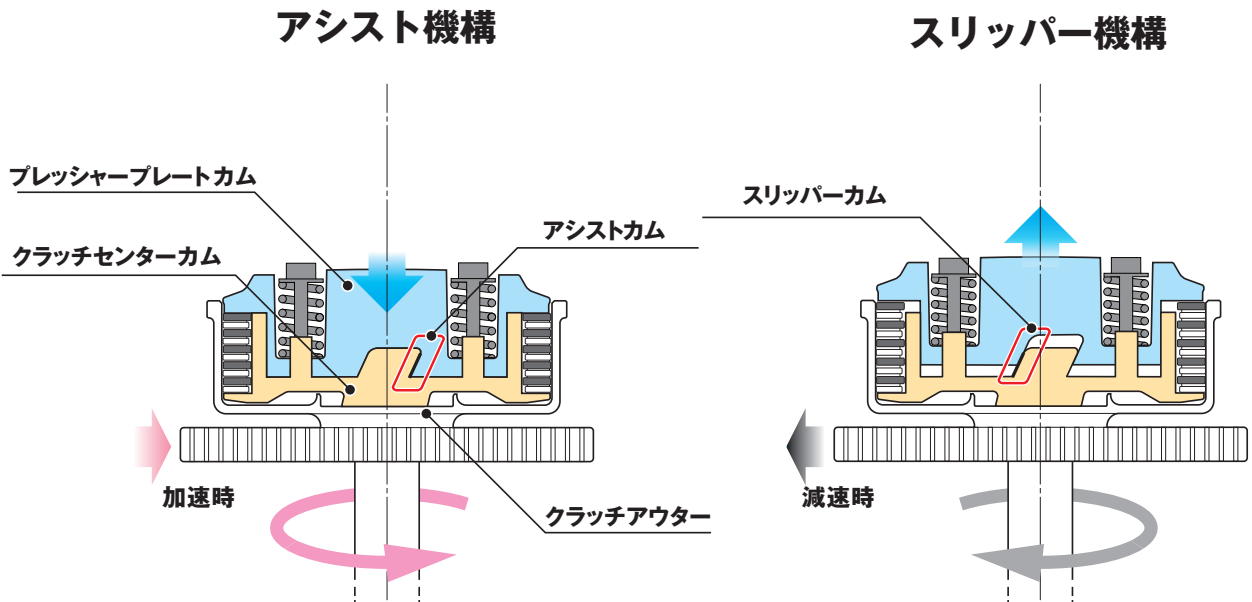 アシスト機構
スリッパー機構
プレッシャープレートカム
スリッパーカム
アシストカム
クラッチセンターカム
加速時
減速時
クラッチアウター